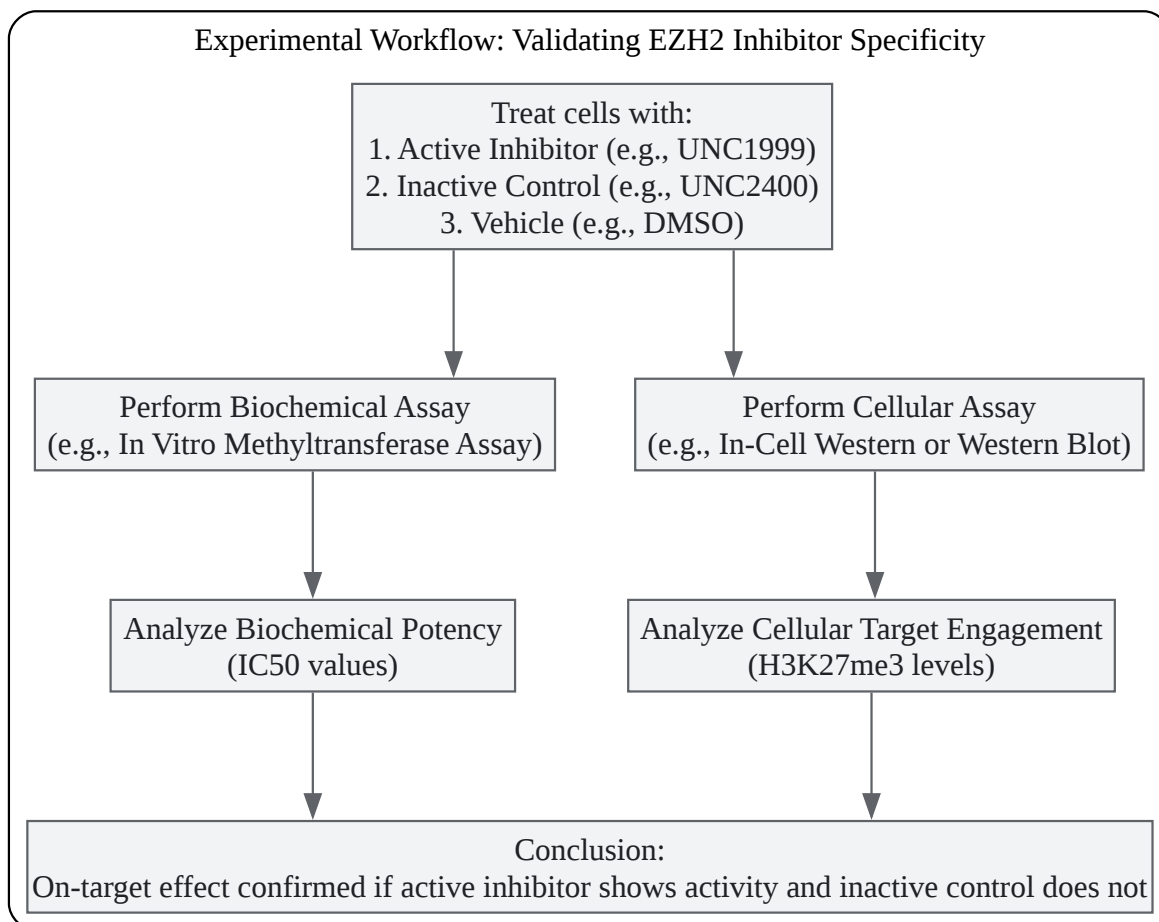 Experimental Workflow: Validating EZH2 Inhibitor Specificity
Treat cells with:
1. Active Inhibitor (e.g., UNC1999)
2. Inactive Control (e.g., UNC2400)
3. Vehicle (e.g., DMSO)
Perform Biochemical Assay
(e.g., In Vitro Methyltransferase Assay)
Perform Cellular Assay
(e.g., In-Cell Western or Western Blot)
Analyze Biochemical Potency
(IC50 values)
Analyze Cellular Target Engagement
(H3K27me3 levels)
Conclusion:
On-target effect confirmed if active inhibitor shows activity and inactive control does not